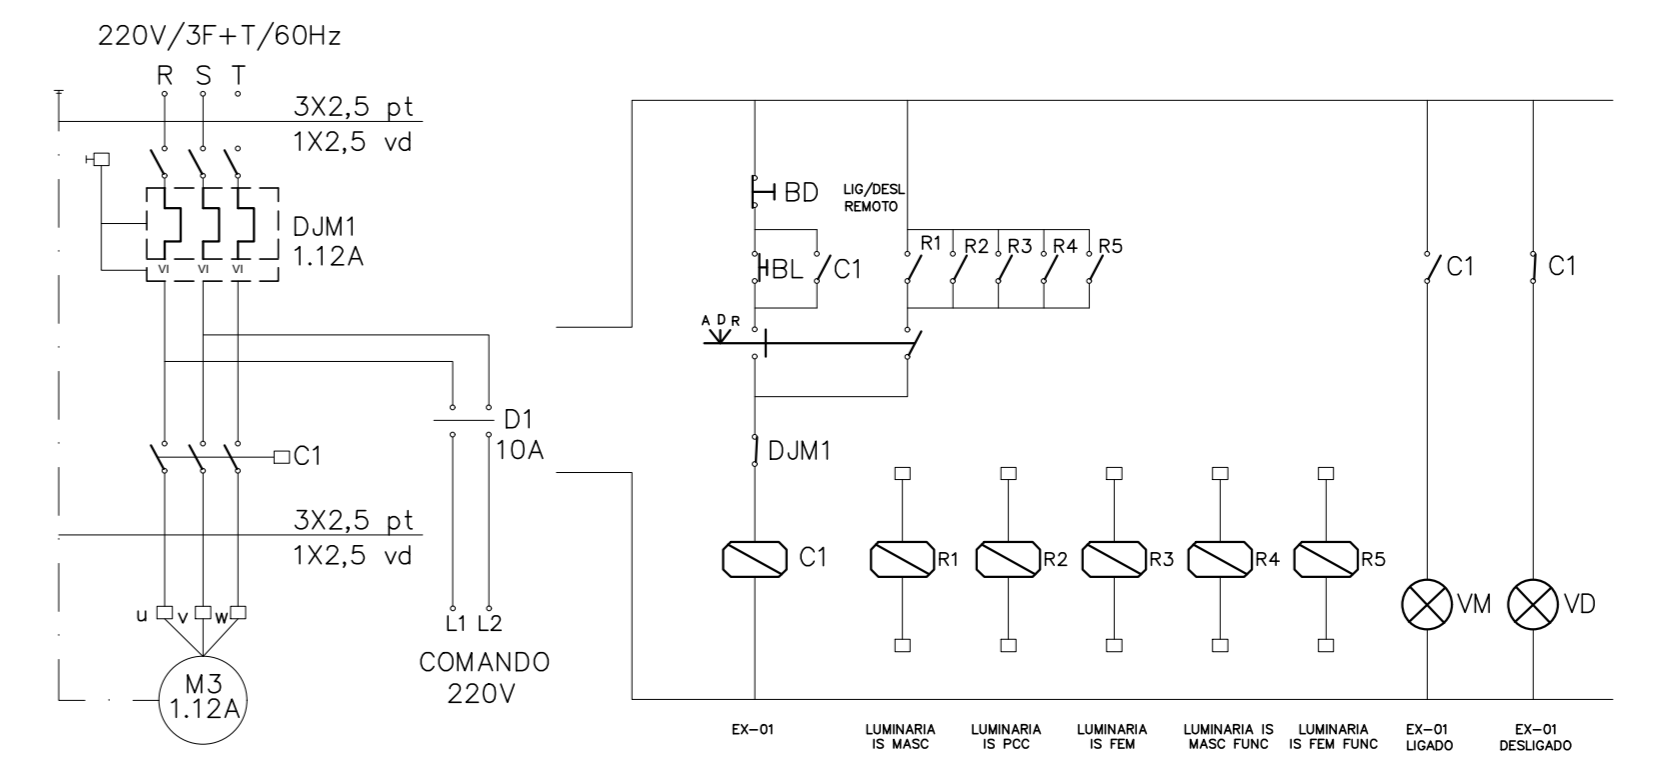 220V/3F+T/60Hz
R S T
3X2,5 pt
1X2,5 vd
DJM1
1.12A
VI VI VI
D1
10A
C1
3X2,5 pt
1X2,5 vd
u v w
M3
1.12A
L1 L2
COMANDO
220V
BD
LIG/DESL
REMOTO
BL
C1
R1 R2 R3 R4 R5
C1
C1
A D R
DJM1
C1
R1
R2
R3
R4
R5
VM
VD
EX-01
LUMINARIA
IS MASC
LUMINARIA
IS PCC
LUMINARIA
IS FEM
LUMINARIA IS
MASC FUNC
LUMINARIA
IS FEM FUNC
EX-01
LIGADO
EX-01
DESLIGADO